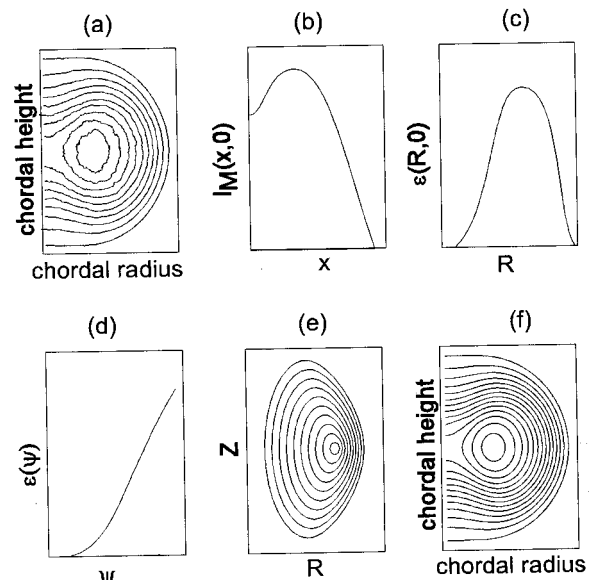 (a)
chordal height
chordal radius
(b)
I_M(x,0)
x
(c)
ε(R,0)
R
(d)
ε(ψ)
ψ
(e)
Z
R
(f)
chordal height
chordal radius